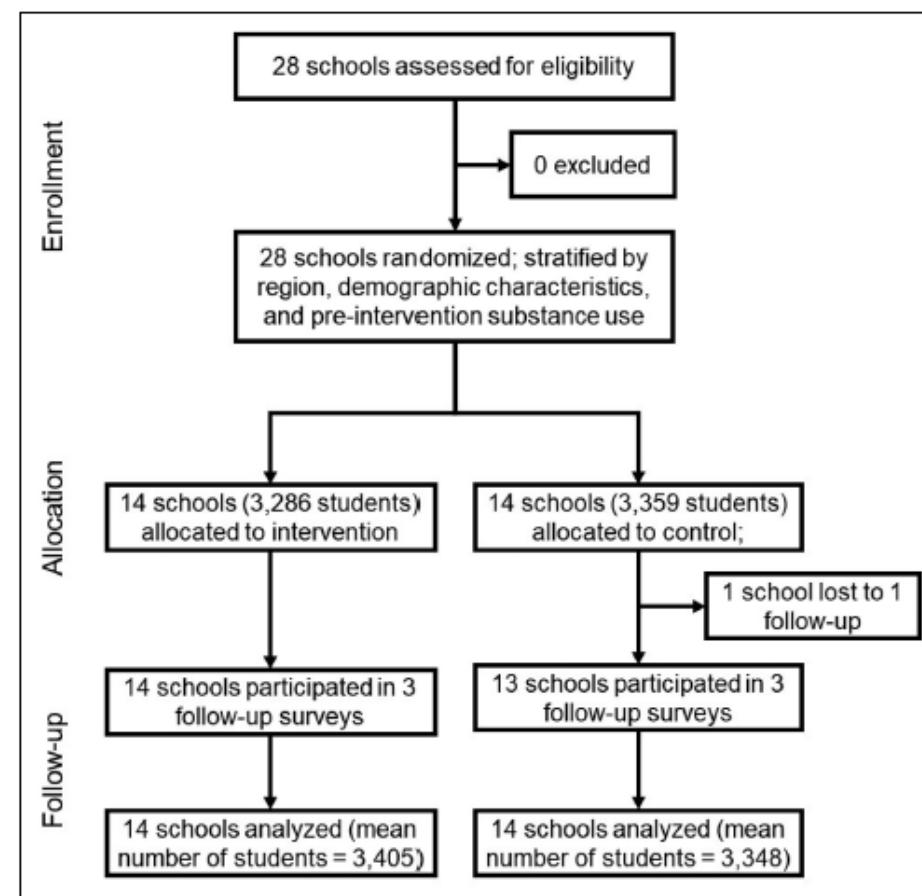 Enrollment
28 schools assessed for eligibility
0 excluded
28 schools randomized; stratified by
region, demographic characteristics,
and pre-intervention substance use
Allocation
14 schools (3,286 students)
allocated to intervention
14 schools (3,359 students)
allocated to control;
1 school lost to 1
follow-up
Follow-up
14 schools participated in 3
follow-up surveys
13 schools participated in 3
follow-up surveys
14 schools analyzed (mean
number of students = 3,405)
14 schools analyzed (mean
number of students = 3,348)